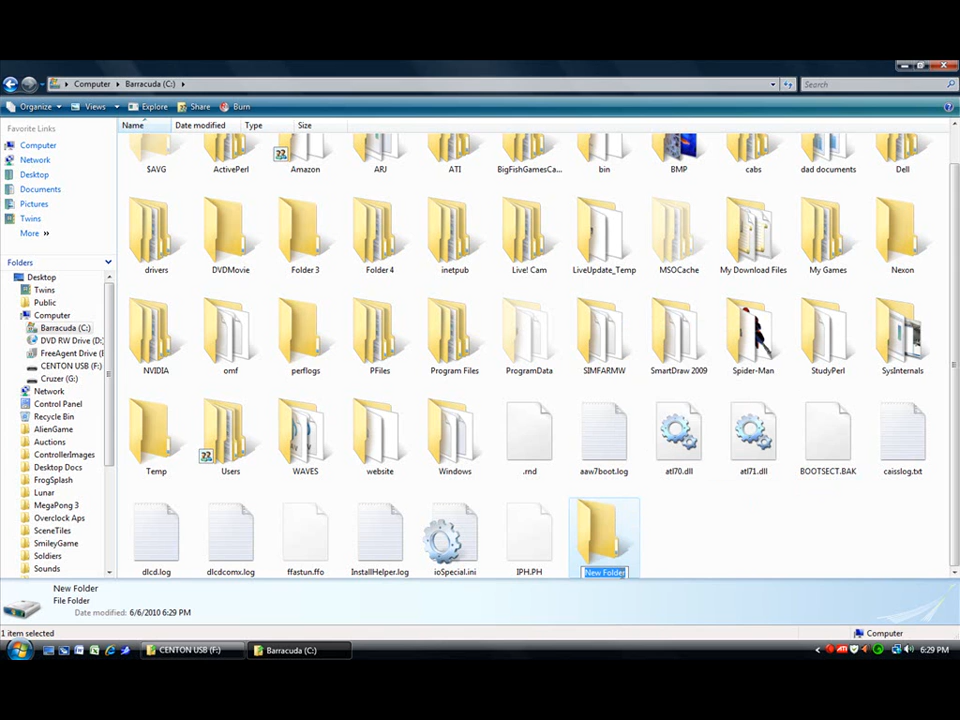 Computer ▸ Barracuda (C:) ▸
Search
Organize Views Explore Share Burn
Name Date modified Type Size
Favorite Links
Computer
Network
Desktop
Documents
Pictures
Twins
More »
Folders
Desktop
Twins
Public
Computer
Barracuda (C:)
DVD RW Drive (D:
FreeAgent Drive (E
CENTON USB (F:)
Cruzer (G:)
Network
Control Panel
Recycle Bin
AlienGame
Auctions
ControllerImages
Desktop Docs
FrogSplash
Lunar
MegaPong 3
Overclock Aps
SceneTiles
SmileyGame
Soldiers
Sounds
$AVG ActivePerl Amazon ARJ ATI BigFishGamesCa... bin BMP cabs dad documents Dell
drivers DVDMovie Folder 3 Folder 4 inetpub Live! Cam LiveUpdate_Temp MSOCache My Download Files My Games Nexon
NVIDIA omf perflogs PFiles Program Files ProgramData SIMFARMW SmartDraw 2009 Spider-Man StudyPerl SysInternals
Temp Users WAVES website Windows .rnd aaw7boot.log atl70.dll atl71.dll BOOTSECT.BAK caisslog.txt
dlcd.log dlcdcomx.log ffastun.ffo InstallHelper.log ioSpecial.ini IPH.PH New Folder
New Folder
File Folder
Date modified: 6/6/2010 6:29 PM
1 item selected
Computer
CENTON USB (F:) Barracuda (C:) 6:29 PM